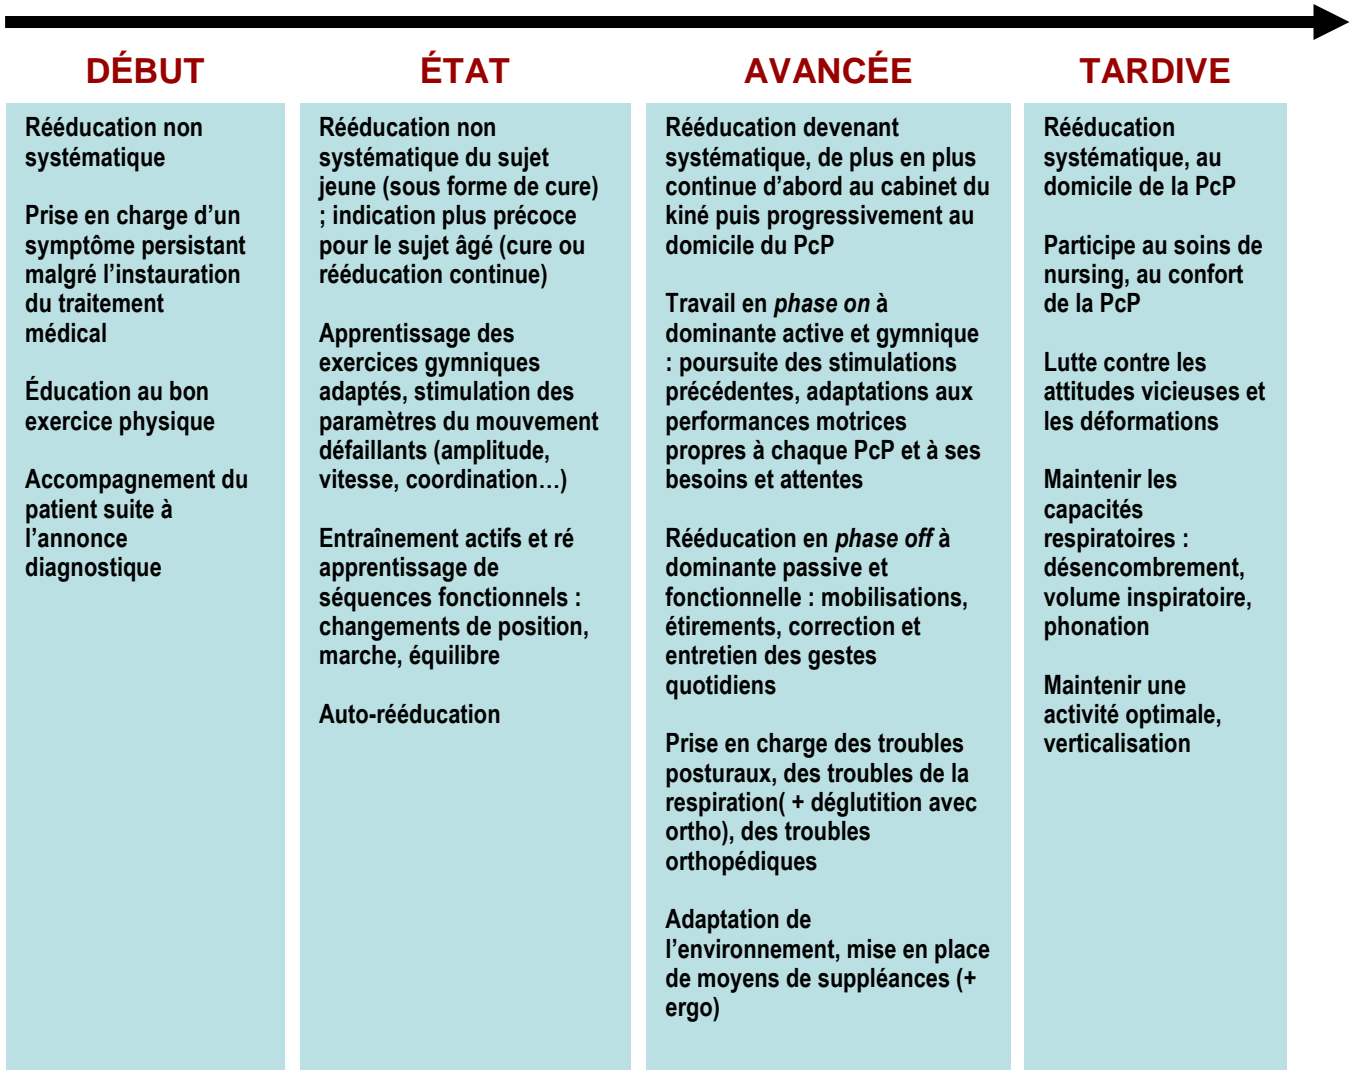 DÉBUT
Rééducation non
systématique
Prise en charge d’un
symptôme persistant
malgré l’instauration
du traitement
médical
Éducation au bon
exercice physique
Accompagnement du
patient suite à
l’annonce
diagnostique
ÉTAT
Rééducation non
systématique du sujet
jeune (sous forme de cure)
; indication plus précoce
pour le sujet âgé (cure ou
rééducation continue)
Apprentissage des
exercices gymniques
adaptés, stimulation des
paramètres du mouvement
défaillants (amplitude,
vitesse, coordination…)
Entraînement actifs et ré
apprentissage de
séquences fonctionnels :
changements de position,
marche, équilibre
Auto-rééducation
AVANCÉE
Rééducation devenant
systématique, de plus en plus
continue d’abord au cabinet du
kiné puis progressivement au
domicile du PcP
Travail en phase on à
dominante active et gymnique
: poursuite des stimulations
précédentes, adaptations aux
performances motrices
propres à chaque PcP et à ses
besoins et attentes
Rééducation en phase off à
dominante passive et
fonctionnelle : mobilisations,
étirements, correction et
entretien des gestes
quotidiens
Prise en charge des troubles
posturaux, des troubles de la
respiration( + déglutition avec
ortho), des troubles
orthopédiques
Adaptation de
l’environnement, mise en place
de moyens de suppléances (+
ergo)
TARDIVE
Rééducation
systématique, au
domicile de la PcP
Participe au soins de
nursing, au confort
de la PcP
Lutte contre les
attitudes vicieuses et
les déformations
Maintenir les
capacités
respiratoires :
désencombrement,
volume inspiratoire,
phonation
Maintenir une
activité optimale,
verticalisation